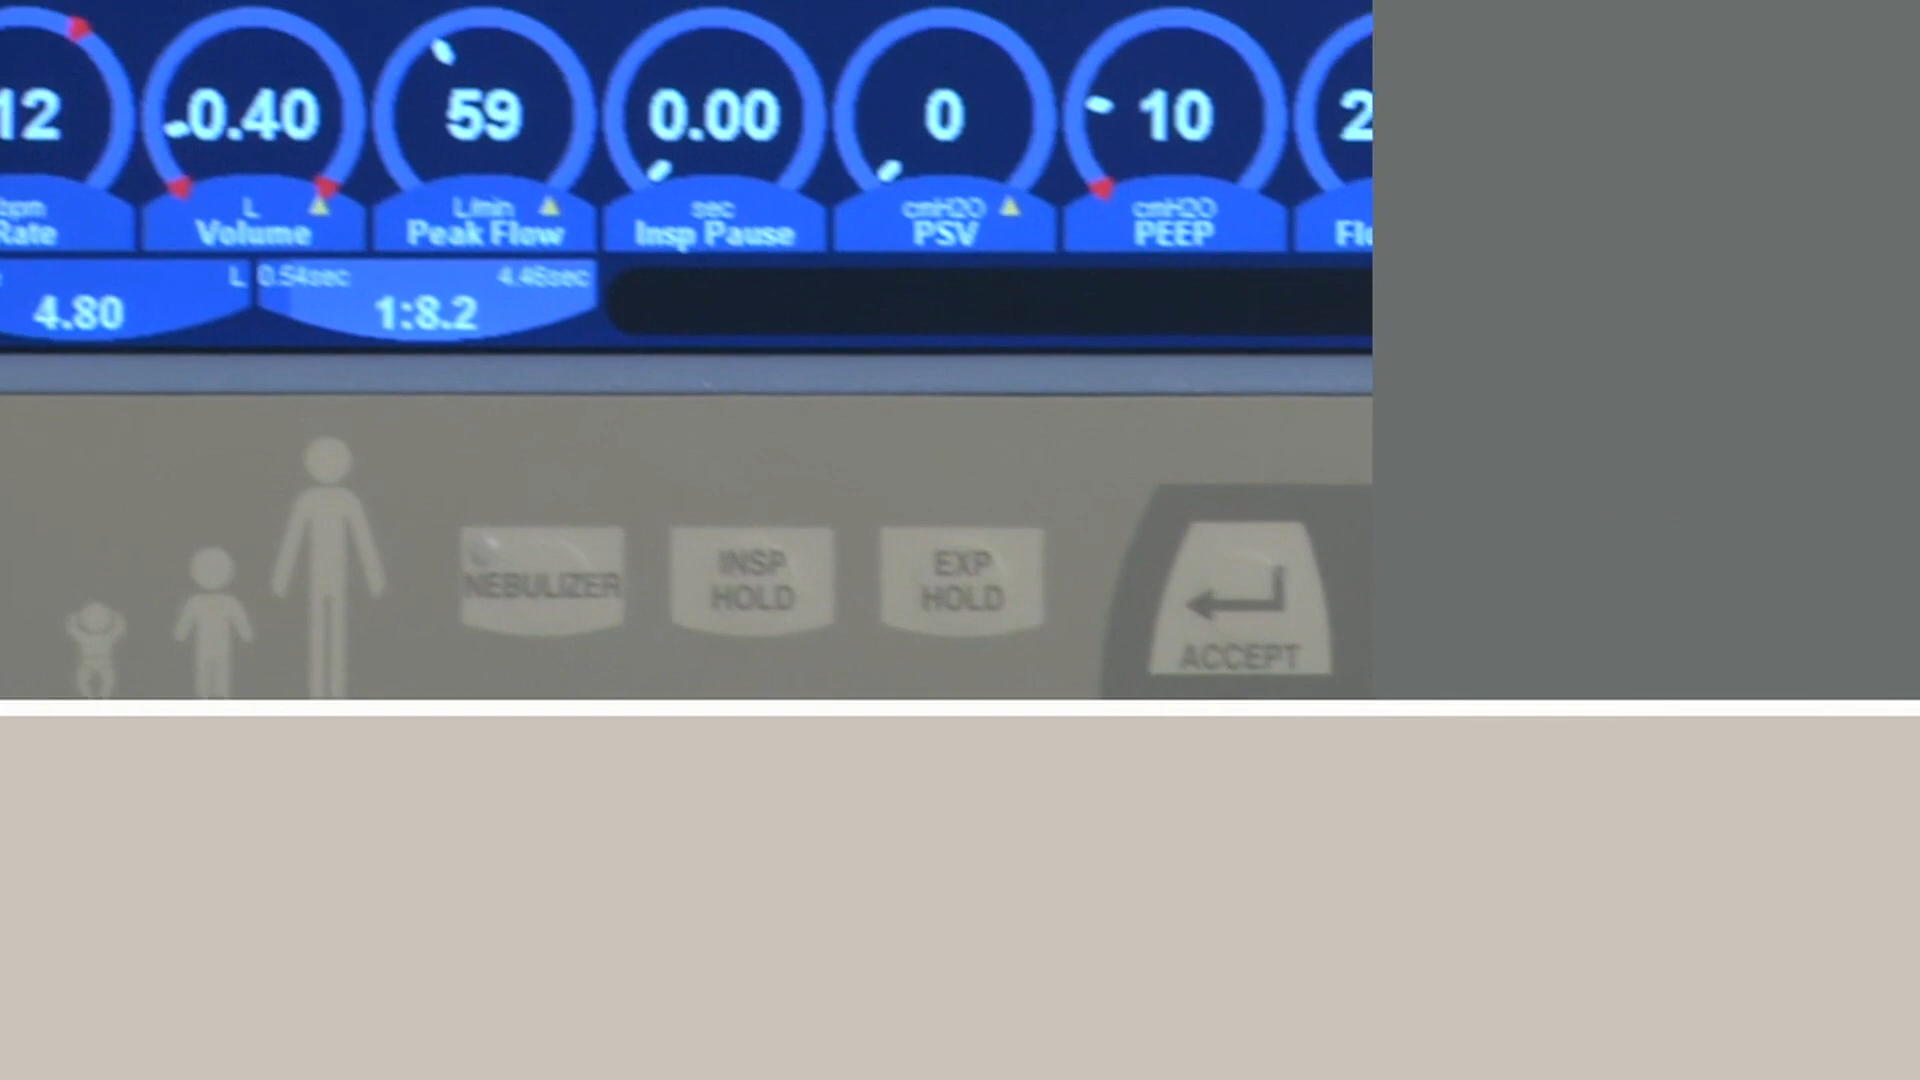 12 0.40 59 0.00 0 10 2
bpm L L/min sec cmH2O cmH2O
Rate Volume Peak Flow Insp Pause PSV PEEP Flo
L 0.54sec 4.46sec
4.80 1:8.2
NEBULIZER
INSP
HOLD
EXP
HOLD
ACCEPT